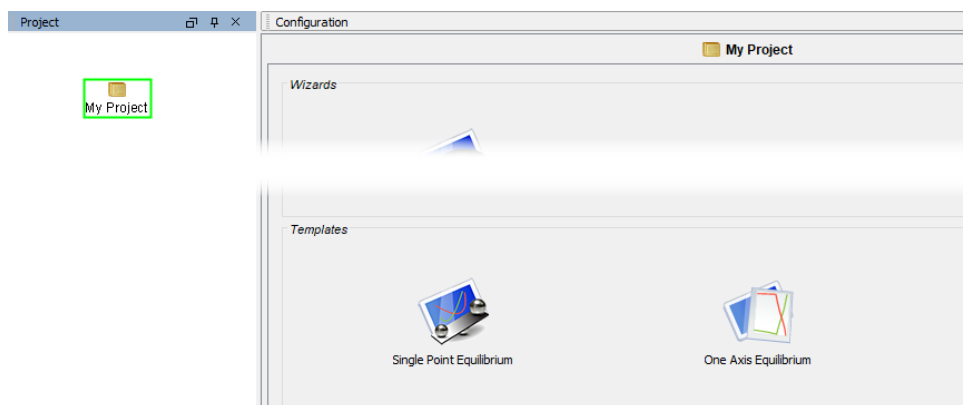 Project
My Project
Configuration
My Project
Wizards
Templates
Single Point Equilibrium
One Axis Equilibrium